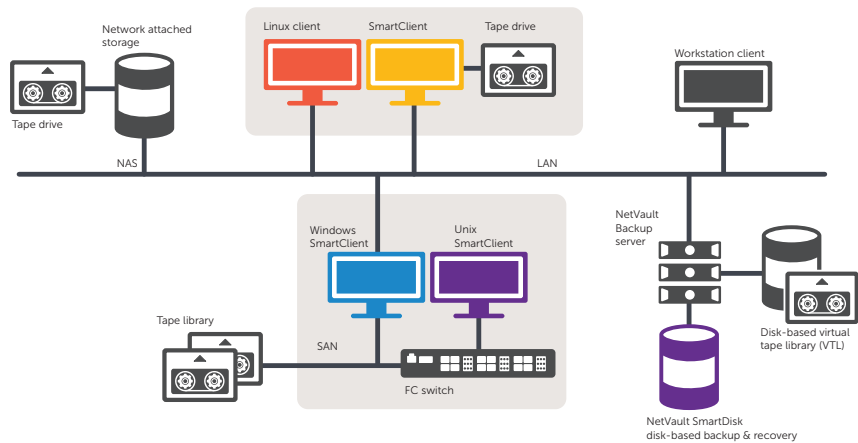 Network attached
storage
Tape drive
NAS
Linux client
SmartClient
Tape drive
Workstation client
LAN
Windows
SmartClient
Unix
SmartClient
Tape library
SAN
FC switch
NetVault
Backup
server
Disk-based virtual
tape library (VTL)
NetVault SmartDisk
disk-based backup & recovery